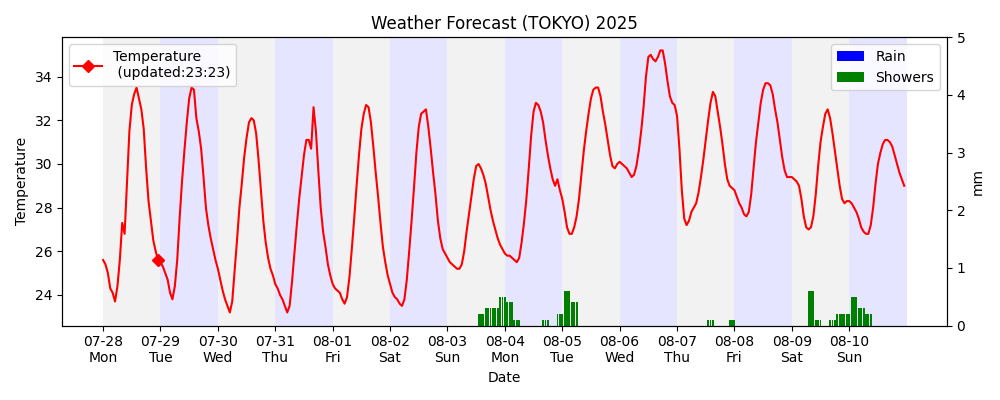 Weather Forecast (TOKYO) 2025
Temperature
(updated:23:23)
Rain
Showers
Temperature
34
32
30
28
26
24
5
4
3
2
1
0
mm
07-28 07-29 07-30 07-31 08-01 08-02 08-03 08-04 08-05 08-06 08-07 08-08 08-09 08-10
Mon Tue Wed Thu Fri Sat Sun Mon Tue Wed Thu Fri Sat Sun
Date